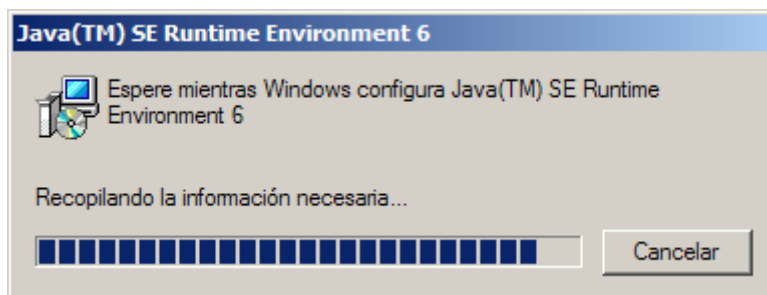 Java(TM) SE Runtime Environment 6
Espere mientras Windows configura Java(TM) SE Runtime
Environment 6
Recopilando la información necesaria...
Cancelar